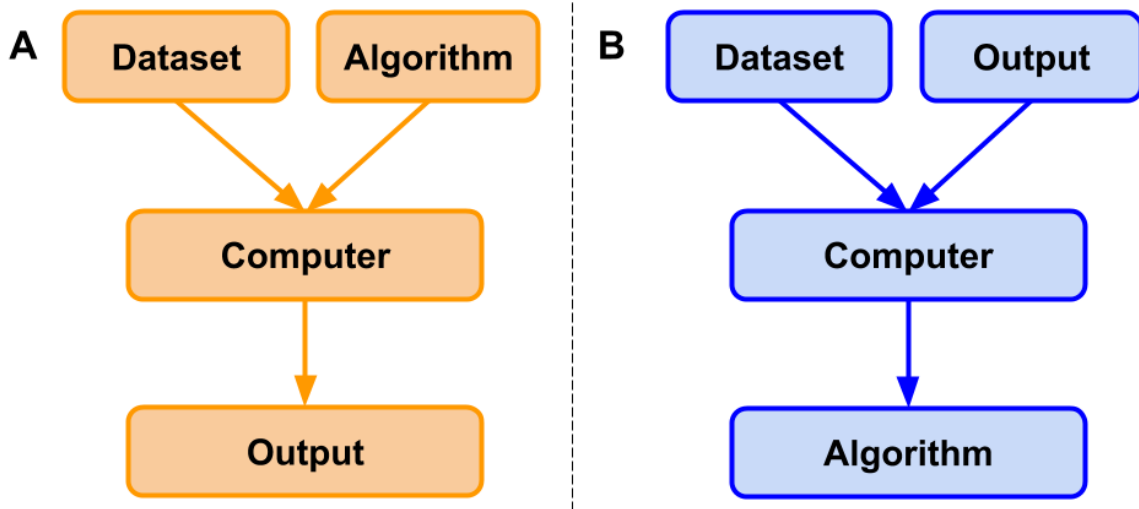 A
Dataset
Algorithm
Computer
Output
B
Dataset
Output
Computer
Algorithm